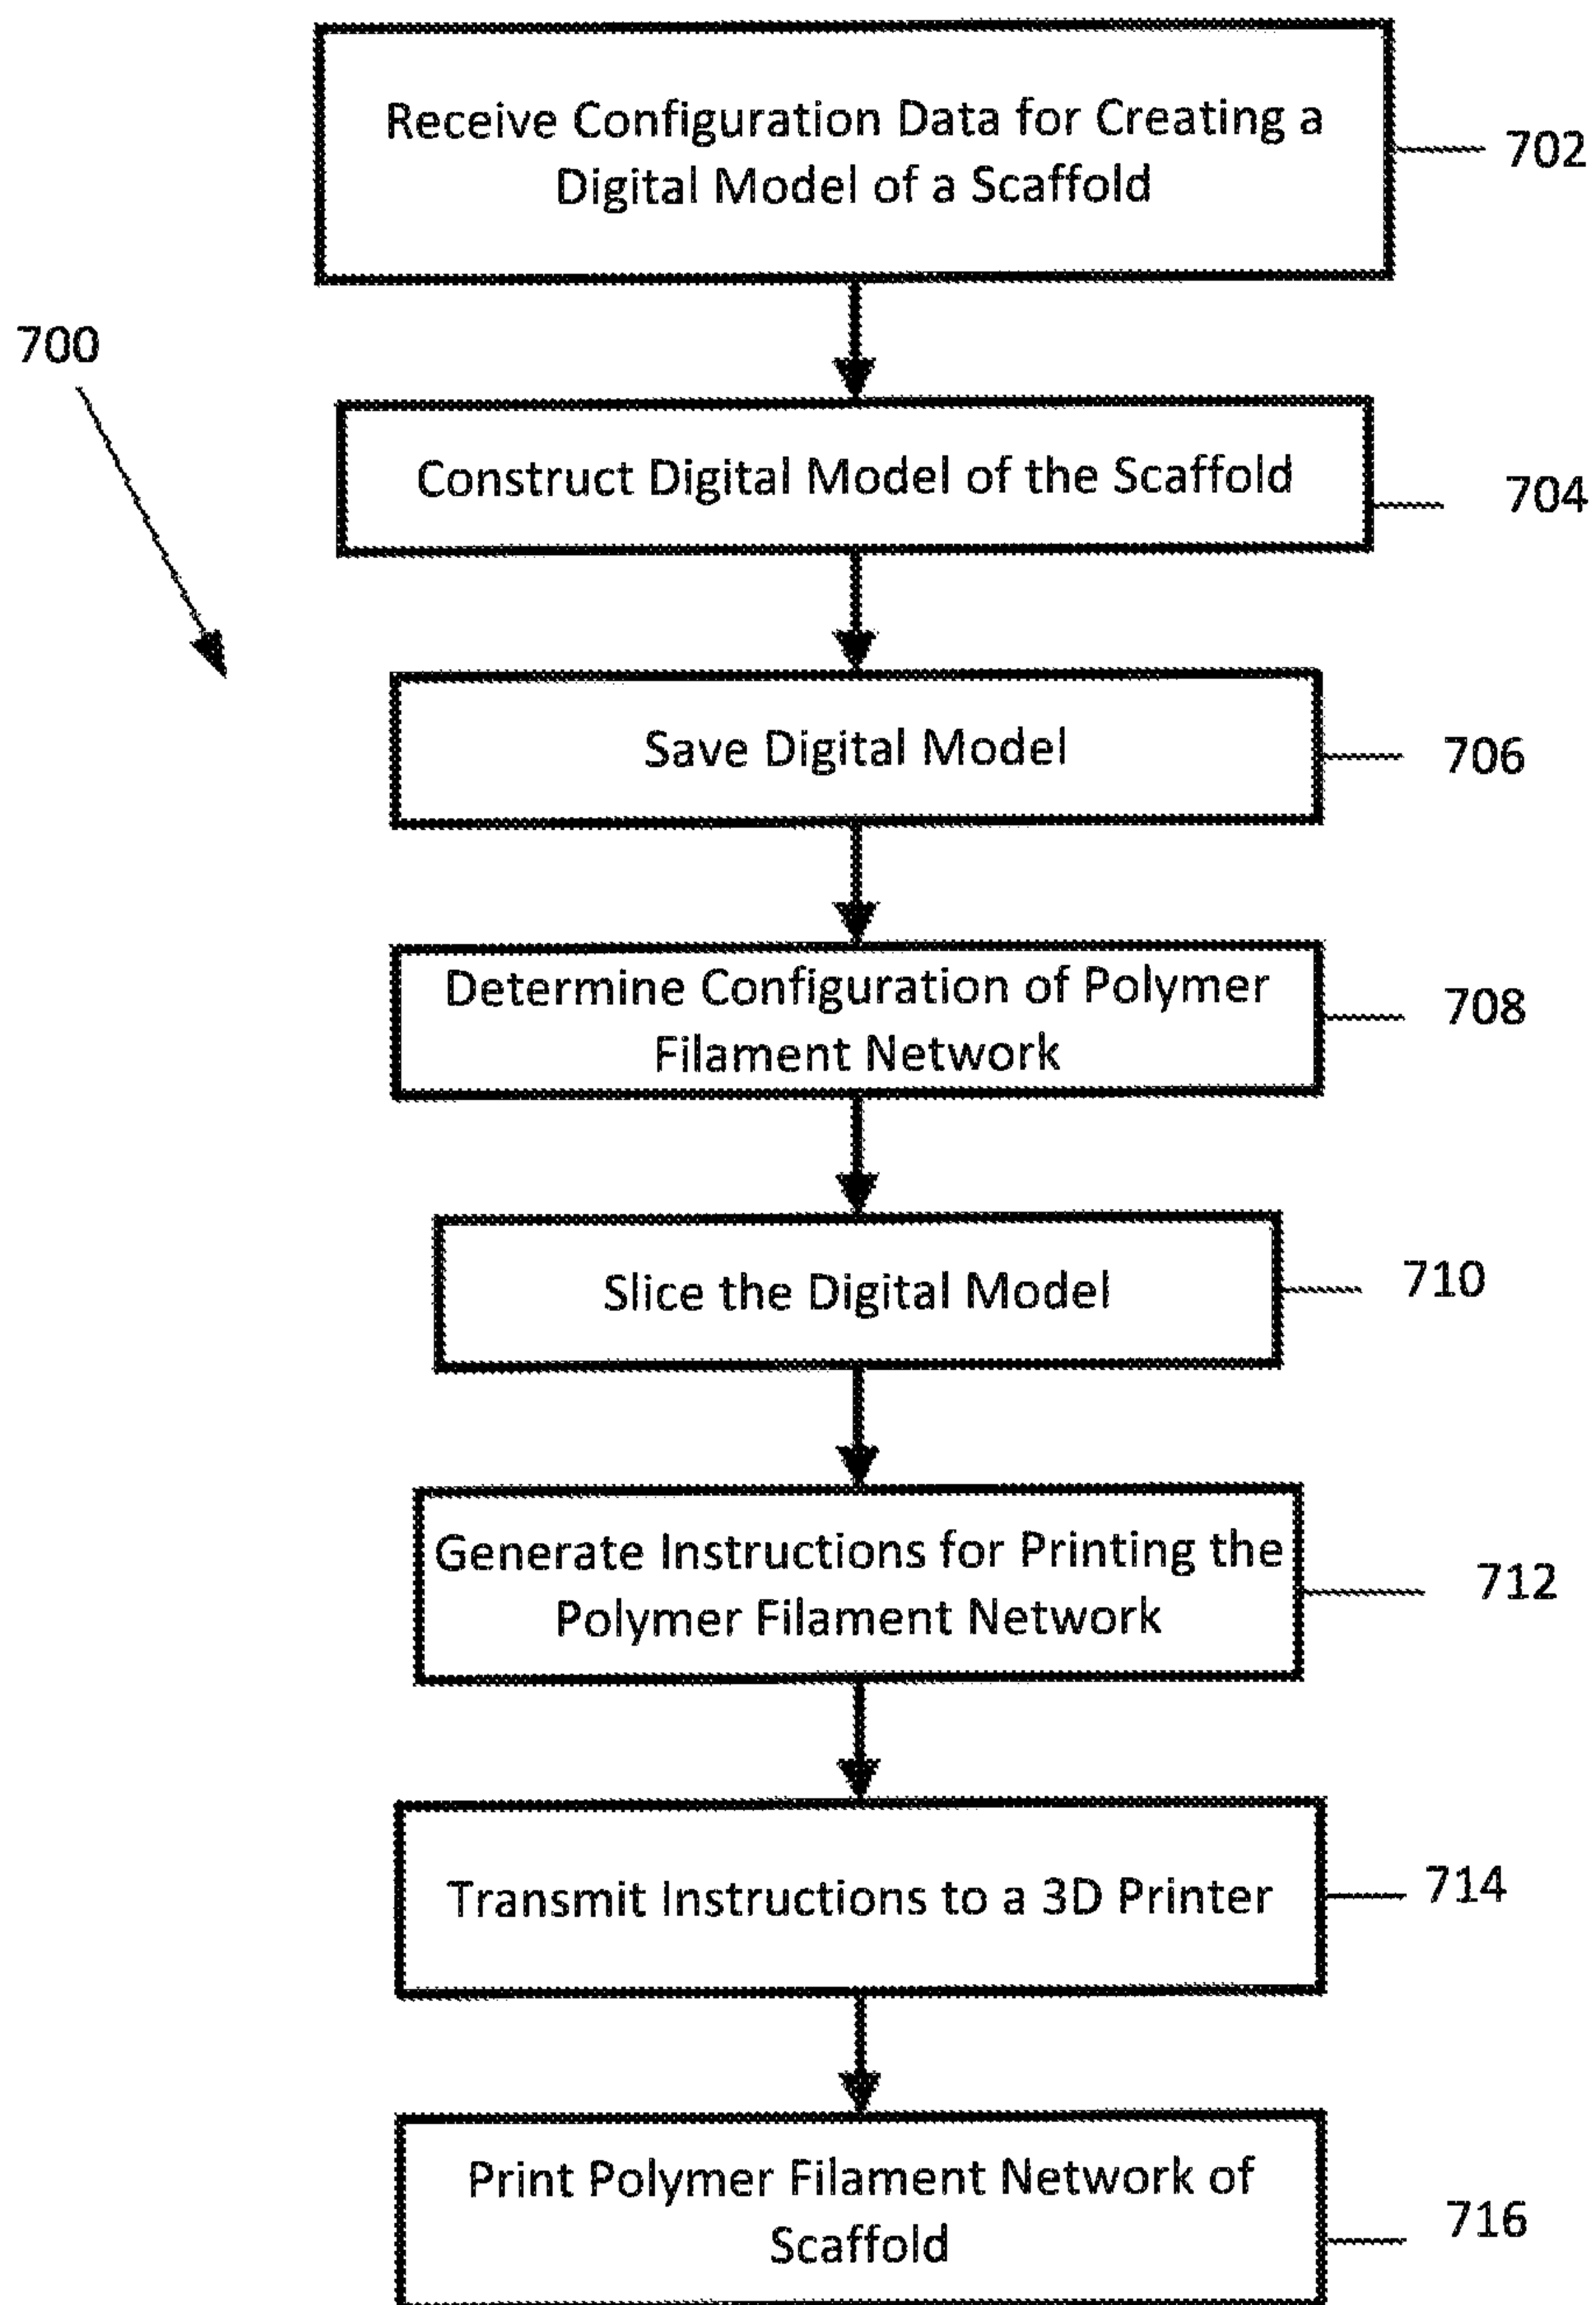 Receive Configuration Data for Creating a
Digital Model of a Scaffold
702
700
Construct Digital Model of the Scaffold
704
Save Digital Model
706
Determine Configuration of Polymer
Filament Network
708
Slice the Digital Model
710
Generate Instructions for Printing the
Polymer Filament Network
712
Transmit Instructions to a 3D Printer
714
Print Polymer Filament Network of
Scaffold
716